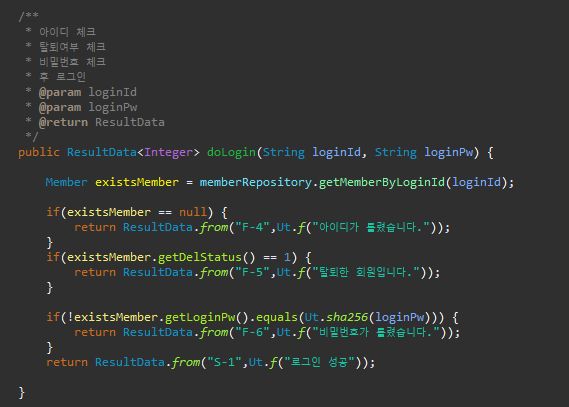 /**
 * 아이디 체크
 * 탈퇴여부 체크
 * 비밀번호 체크
 * 후 로그인
 * @param loginId
 * @param loginPw
 * @return ResultData
 */
public ResultData<Integer> doLogin(String loginId, String loginPw) {
Member existsMember = memberRepository.getMemberByLoginId(loginId);
if(existsMember == null) {
return ResultData.from("F-4",Ut.f("아이디가 틀렸습니다."));
}
if(existsMember.getDelStatus() == 1) {
return ResultData.from("F-5",Ut.f("탈퇴한 회원입니다."));
}
if(!existsMember.getLoginPw().equals(Ut.sha256(loginPw))) {
return ResultData.from("F-6",Ut.f("비밀번호가 틀렸습니다."));
}
return ResultData.from("S-1",Ut.f("로그인 성공"));
}